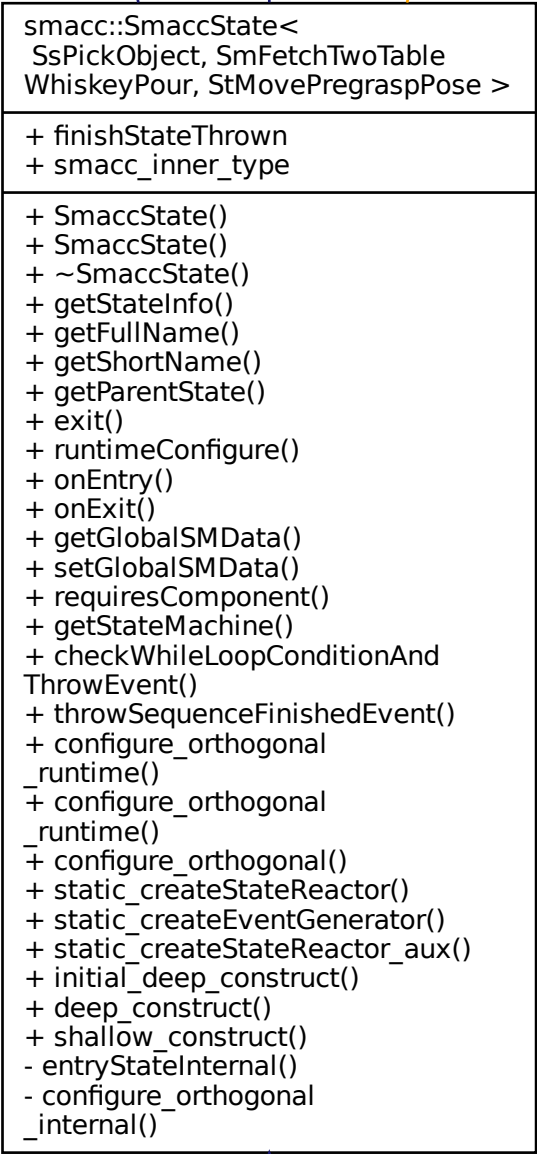 smacc::SmaccState<
 SsPickObject, SmFetchTwoTable
WhiskeyPour, StMovePregraspPose >
+ finishStateThrown
+ smacc_inner_type
+ SmaccState()
+ SmaccState()
+ ~SmaccState()
+ getStateInfo()
+ getFullName()
+ getShortName()
+ getParentState()
+ exit()
+ runtimeConfigure()
+ onEntry()
+ onExit()
+ getGlobalSMData()
+ setGlobalSMData()
+ requiresComponent()
+ getStateMachine()
+ checkWhileLoopConditionAnd
ThrowEvent()
+ throwSequenceFinishedEvent()
+ configure_orthogonal
_runtime()
+ configure_orthogonal
_runtime()
+ configure_orthogonal()
+ static_createStateReactor()
+ static_createEventGenerator()
+ static_createStateReactor_aux()
+ initial_deep_construct()
+ deep_construct()
+ shallow_construct()
- entryStateInternal()
- configure_orthogonal
_internal()